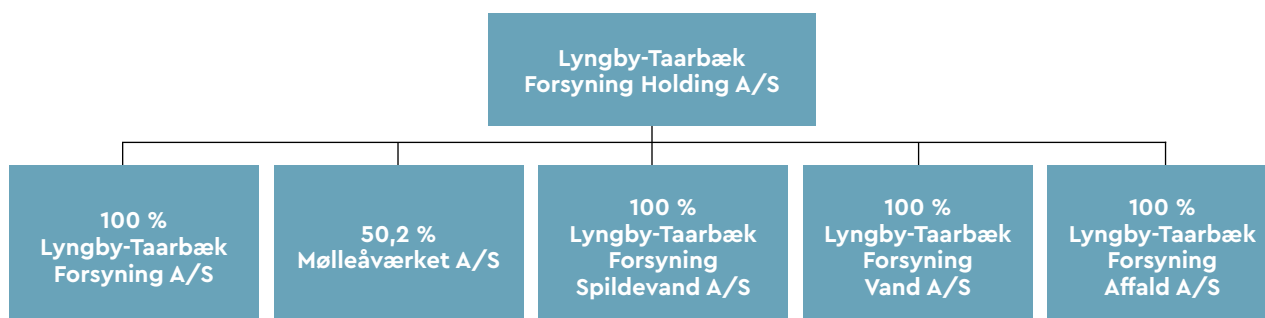 Lyngby-Taarbæk
Forsyning Holding A/S
100 %
Lyngby-Taarbæk
Forsyning A/S
50,2 %
Mølleåværket A/S
100 %
Lyngby-Taarbæk
Forsyning
Spildevand A/S
100 %
Lyngby-Taarbæk
Forsyning
Vand A/S
100 %
Lyngby-Taarbæk
Forsyning
Affald A/S